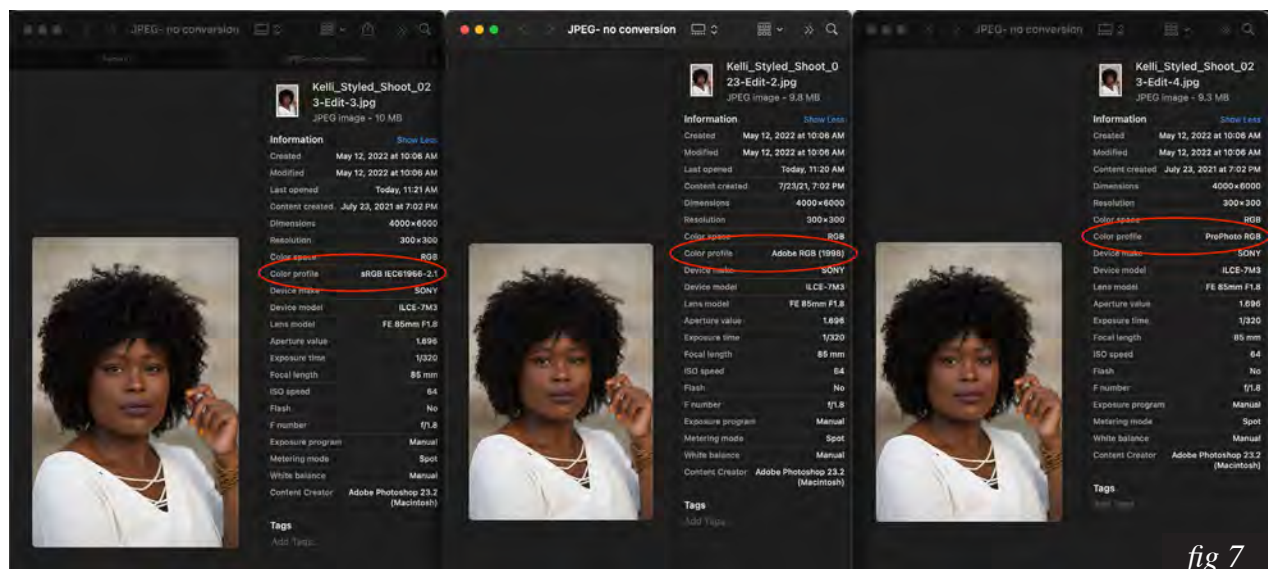 JPEG- no conversion
Kelli_Styled_Shoot_02
3-Edit-3.jpg
JPEG image - 10 MB
Information Show Less
Created May 12, 2022 at 10:06 AM
Modified May 12, 2022 at 10:06 AM
Last opened Today, 11:21 AM
Content created July 23, 2021 at 7:02 PM
Dimensions 4000×6000
Resolution 300×300
Color space RGB
Color profile sRGB IEC61966-2.1
Device make SONY
Device model ILCE-7M3
Lens model FE 85mm F1.8
Aperture value 1.696
Exposure time 1/320
Focal length 85 mm
ISO speed 64
Flash No
F number f/1.8
Exposure program Manual
Metering mode Spot
White balance Manual
Content Creator Adobe Photoshop 23.2
(Macintosh)
Tags
Add Tags...
JPEG- no conversion
Kelli_Styled_Shoot_0
23-Edit-2.jpg
JPEG image - 9.8 MB
Information Show Less
Created May 12, 2022 at 10:06 AM
Modified May 12, 2022 at 10:06 AM
Last opened Today, 11:20 AM
Content created 7/23/21, 7:02 PM
Dimensions 4000×6000
Resolution 300×300
Color space RGB
Color profile Adobe RGB (1998)
Device make SONY
Device model ILCE-7M3
Lens model FE 85mm F1.8
Aperture value 1.696
Exposure time 1/320
Focal length 85 mm
ISO speed 64
Flash No
F number f/1.8
Exposure program Manual
Metering mode Spot
White balance Manual
Content Creator Adobe Photoshop 23.2
(Macintosh)
Tags
Add Tags...
JPEG- no conversion
Kelli_Styled_Shoot_02
3-Edit-4.jpg
JPEG image - 9.3 MB
Information Show Less
Created May 12, 2022 at 10:06 AM
Modified May 12, 2022 at 10:06 AM
Content created July 23, 2021 at 7:02 PM
Dimensions 4000×6000
Resolution 300×300
Color space RGB
Color profile ProPhoto RGB
Device make SONY
Device model ILCE-7M3
Lens model FE 85mm F1.8
Aperture value 1.696
Exposure time 1/320
Focal length 85 mm
ISO speed 64
Flash No
F number f/1.8
Exposure program Manual
Metering mode Spot
White balance Manual
Content Creator Adobe Photoshop 23.2
(Macintosh)
Tags
Add Tags...
fig 7